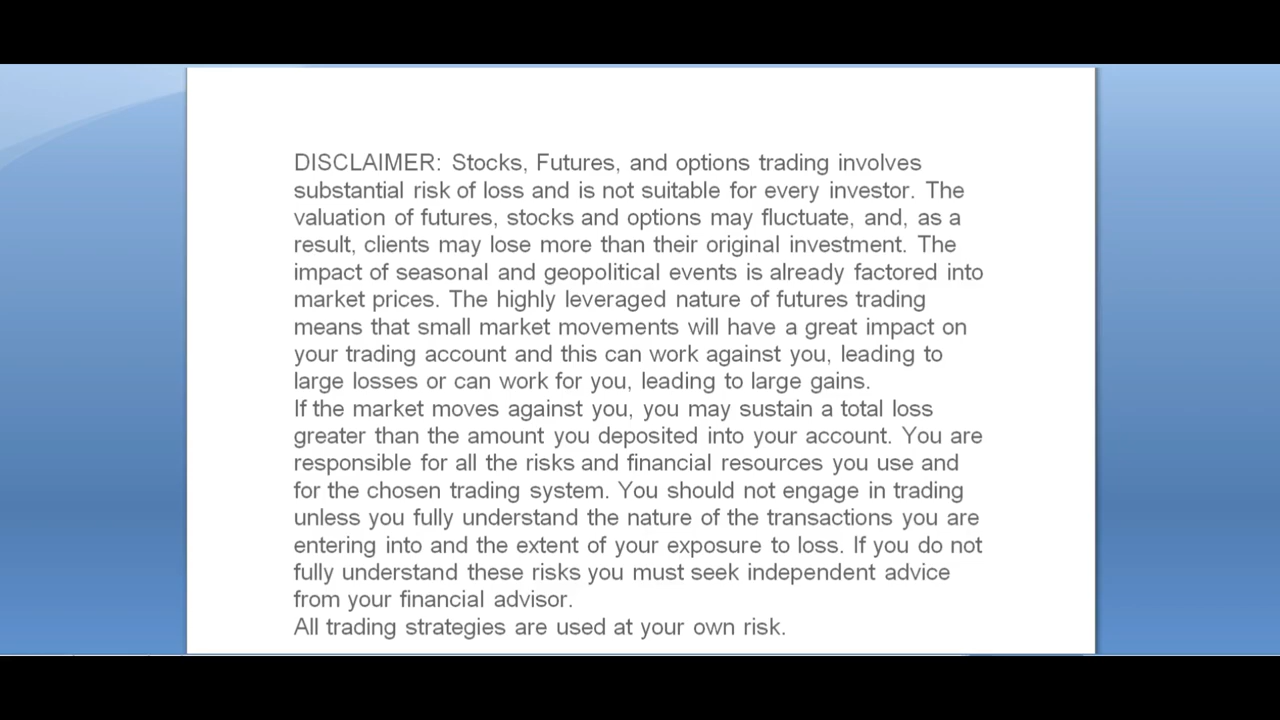 DISCLAIMER: Stocks, Futures, and options trading involves
substantial risk of loss and is not suitable for every investor. The
valuation of futures, stocks and options may fluctuate, and, as a
result, clients may lose more than their original investment. The
impact of seasonal and geopolitical events is already factored into
market prices. The highly leveraged nature of futures trading
means that small market movements will have a great impact on
your trading account and this can work against you, leading to
large losses or can work for you, leading to large gains.
If the market moves against you, you may sustain a total loss
greater than the amount you deposited into your account. You are
responsible for all the risks and financial resources you use and
for the chosen trading system. You should not engage in trading
unless you fully understand the nature of the transactions you are
entering into and the extent of your exposure to loss. If you do not
fully understand these risks you must seek independent advice
from your financial advisor.
All trading strategies are used at your own risk.